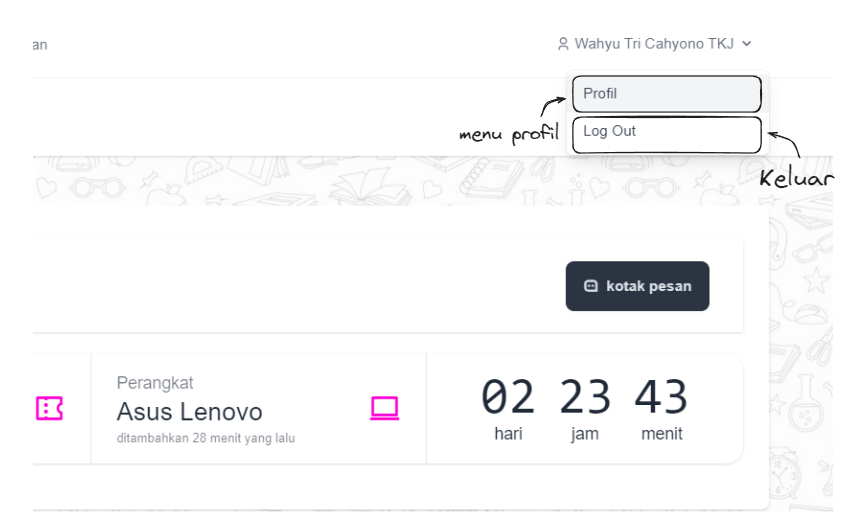 an
Wahyu Tri Cahyono TKJ
Profil
menu profil
Log Out
Keluar
kotak pesan
Perangkat
Asus Lenovo
ditambahkan 28 menit yang lalu
02 23 43
hari jam menit